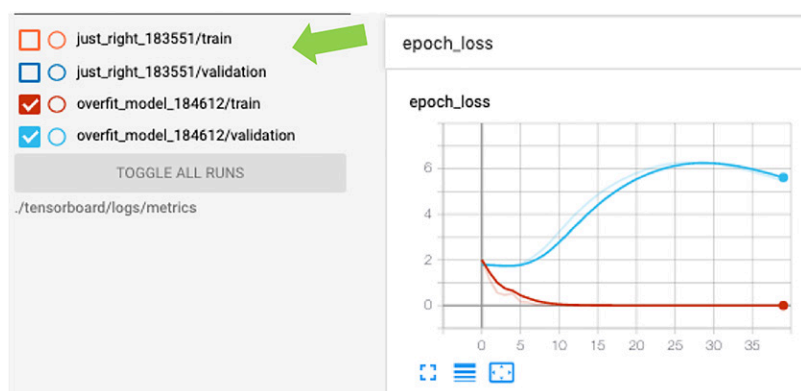 just_right_183551/train
just_right_183551/validation
overfit_model_184612/train
overfit_model_184612/validation
TOGGLE ALL RUNS
./tensorboard/logs/metrics
epoch_loss
epoch_loss
6
4
2
0
0 5 10 15 20 25 30 35